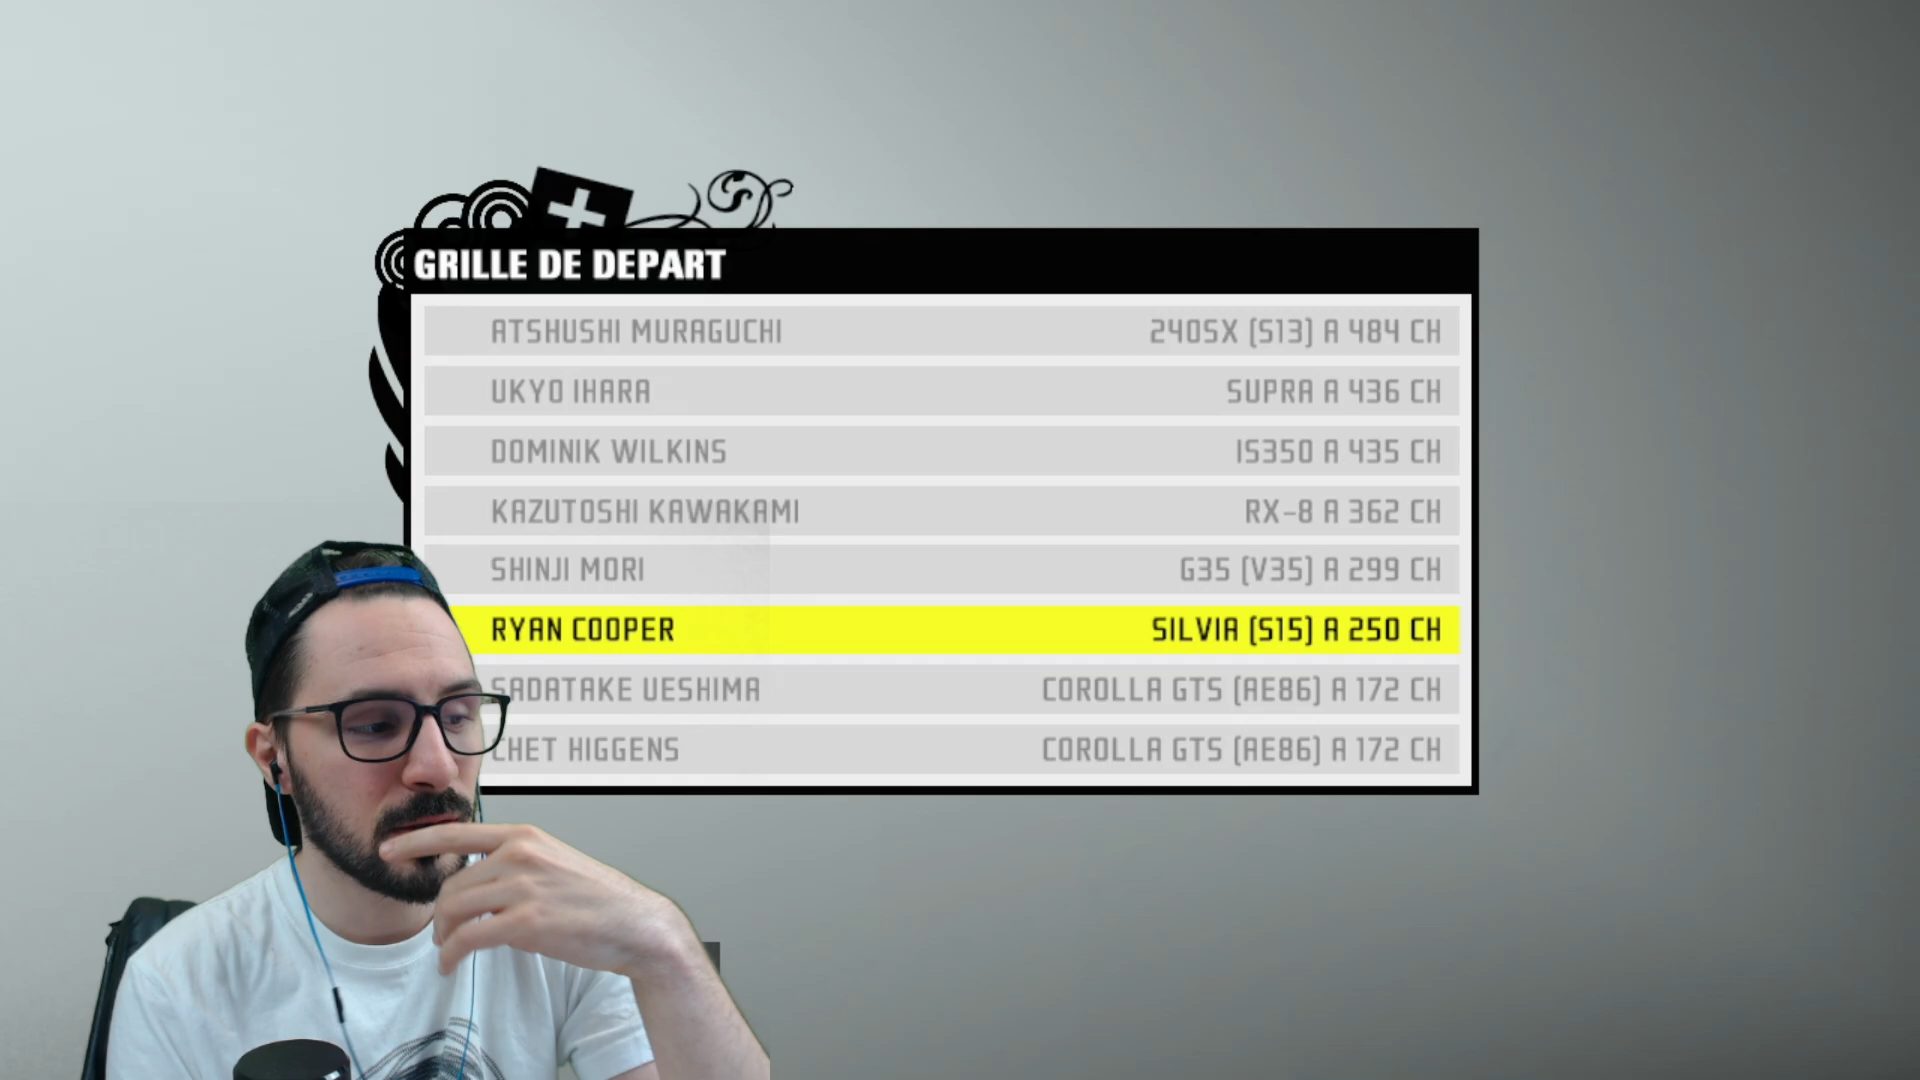 GRILLE DE DEPART
ATSHUSHI MURAGUCHI 240SX (S13) A 484 CH
UKYO IHARA SUPRA A 436 CH
DOMINIK WILKINS IS350 A 435 CH
KAZUTOSHI KAWAKAMI RX-8 A 362 CH
SHINJI MORI G35 (V35) A 299 CH
RYAN COOPER SILVIA (S15) A 250 CH
SADATAKE UESHIMA COROLLA GTS (AE86) A 172 CH
CHET HIGGENS COROLLA GTS (AE86) A 172 CH